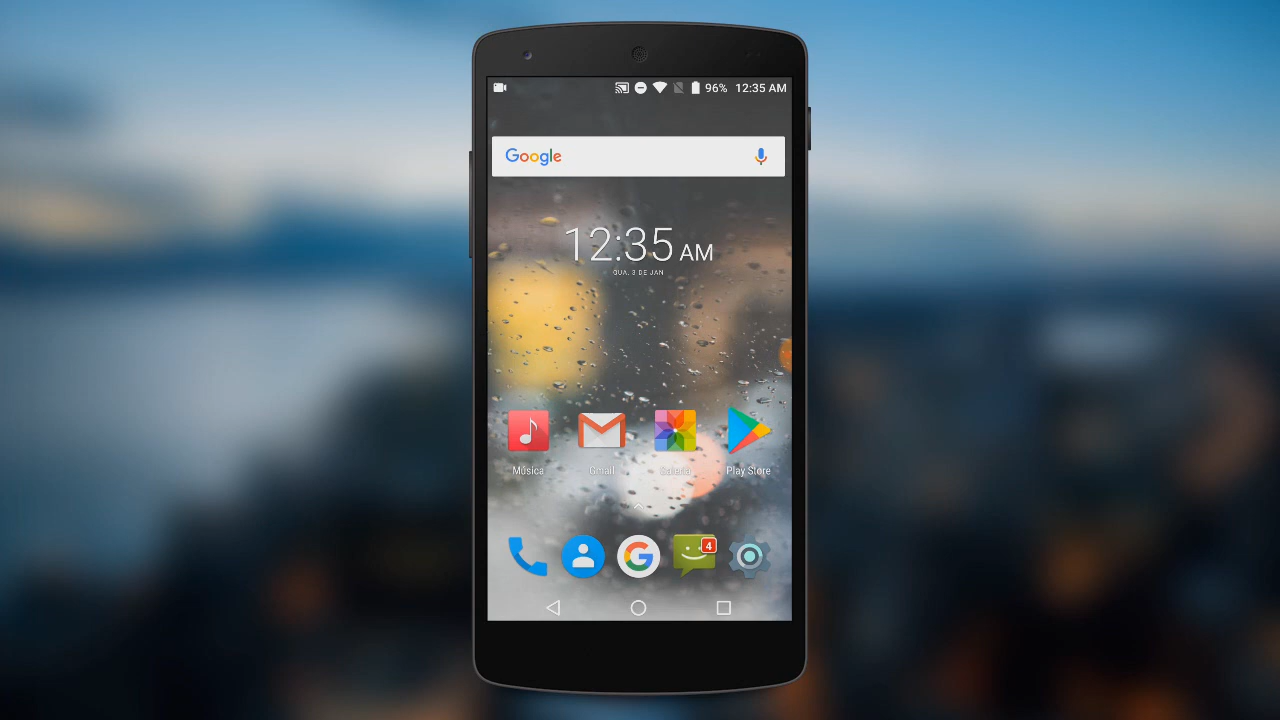 96% 12:35 AM
Google
12:35 AM
QUA, 3 DE JAN
Música
Gmail
Galeria
Play Store
G
4